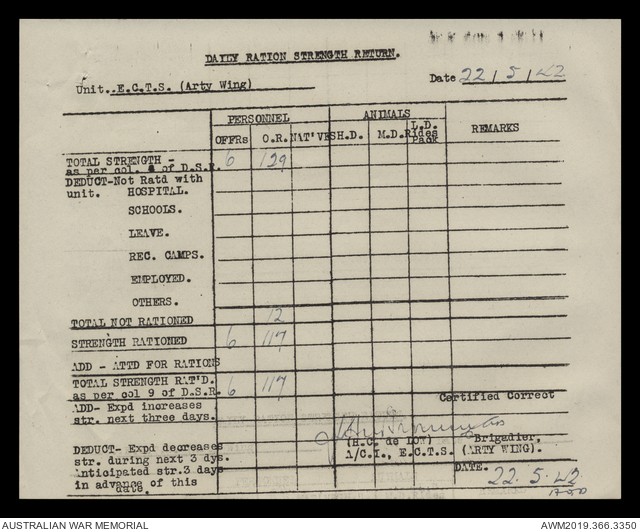 DAILY RATION STRENGTH RETURN.
Unit. .E.C.T.S. (Arty Wing) Date 22/5/42
PERSONNEL ANIMALS
OFFRs O.R. NAT'VES H.D. M.D. L.D. Rides Pack REMARKS
TOTAL STRENGTH - 6 129
as per col. 4 of D.S.R.
DEDUCT-Not Ratd with
unit. HOSPITAL.
SCHOOLS.
LEAVE.
REC. CAMPS.
EMPLOYED.
OTHERS.
TOTAL NOT RATIONED 12
STRENGTH RATIONED 6 117
ADD - ATTD FOR RATIONS
TOTAL STRENGTH RAT'D. 6 117
as per col 9 of D.S.R.
Certified Correct
ADD- Expd increases
str. next three days.
DEDUCT- Expd decreases
str. during next 3 dys.
(H.C. de LOT) Brigadier,
A/C.I., E.C.T.S. (ARTY WING).
Anticipated str.3 days
in advance of this
date.
DATE. 22.5.42
AUSTRALIAN WAR MEMORIAL AWM2019.366.3350